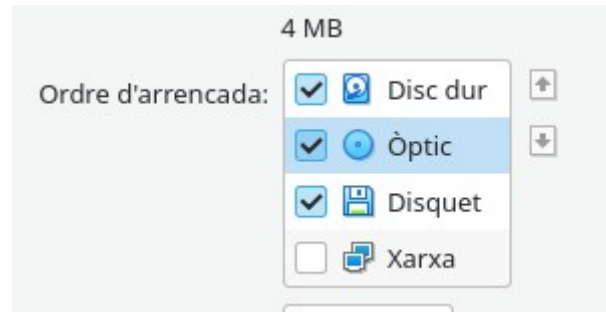 4 MB
Ordre d'arrencada: Disc dur
Òptic
Disquet
Xarxa